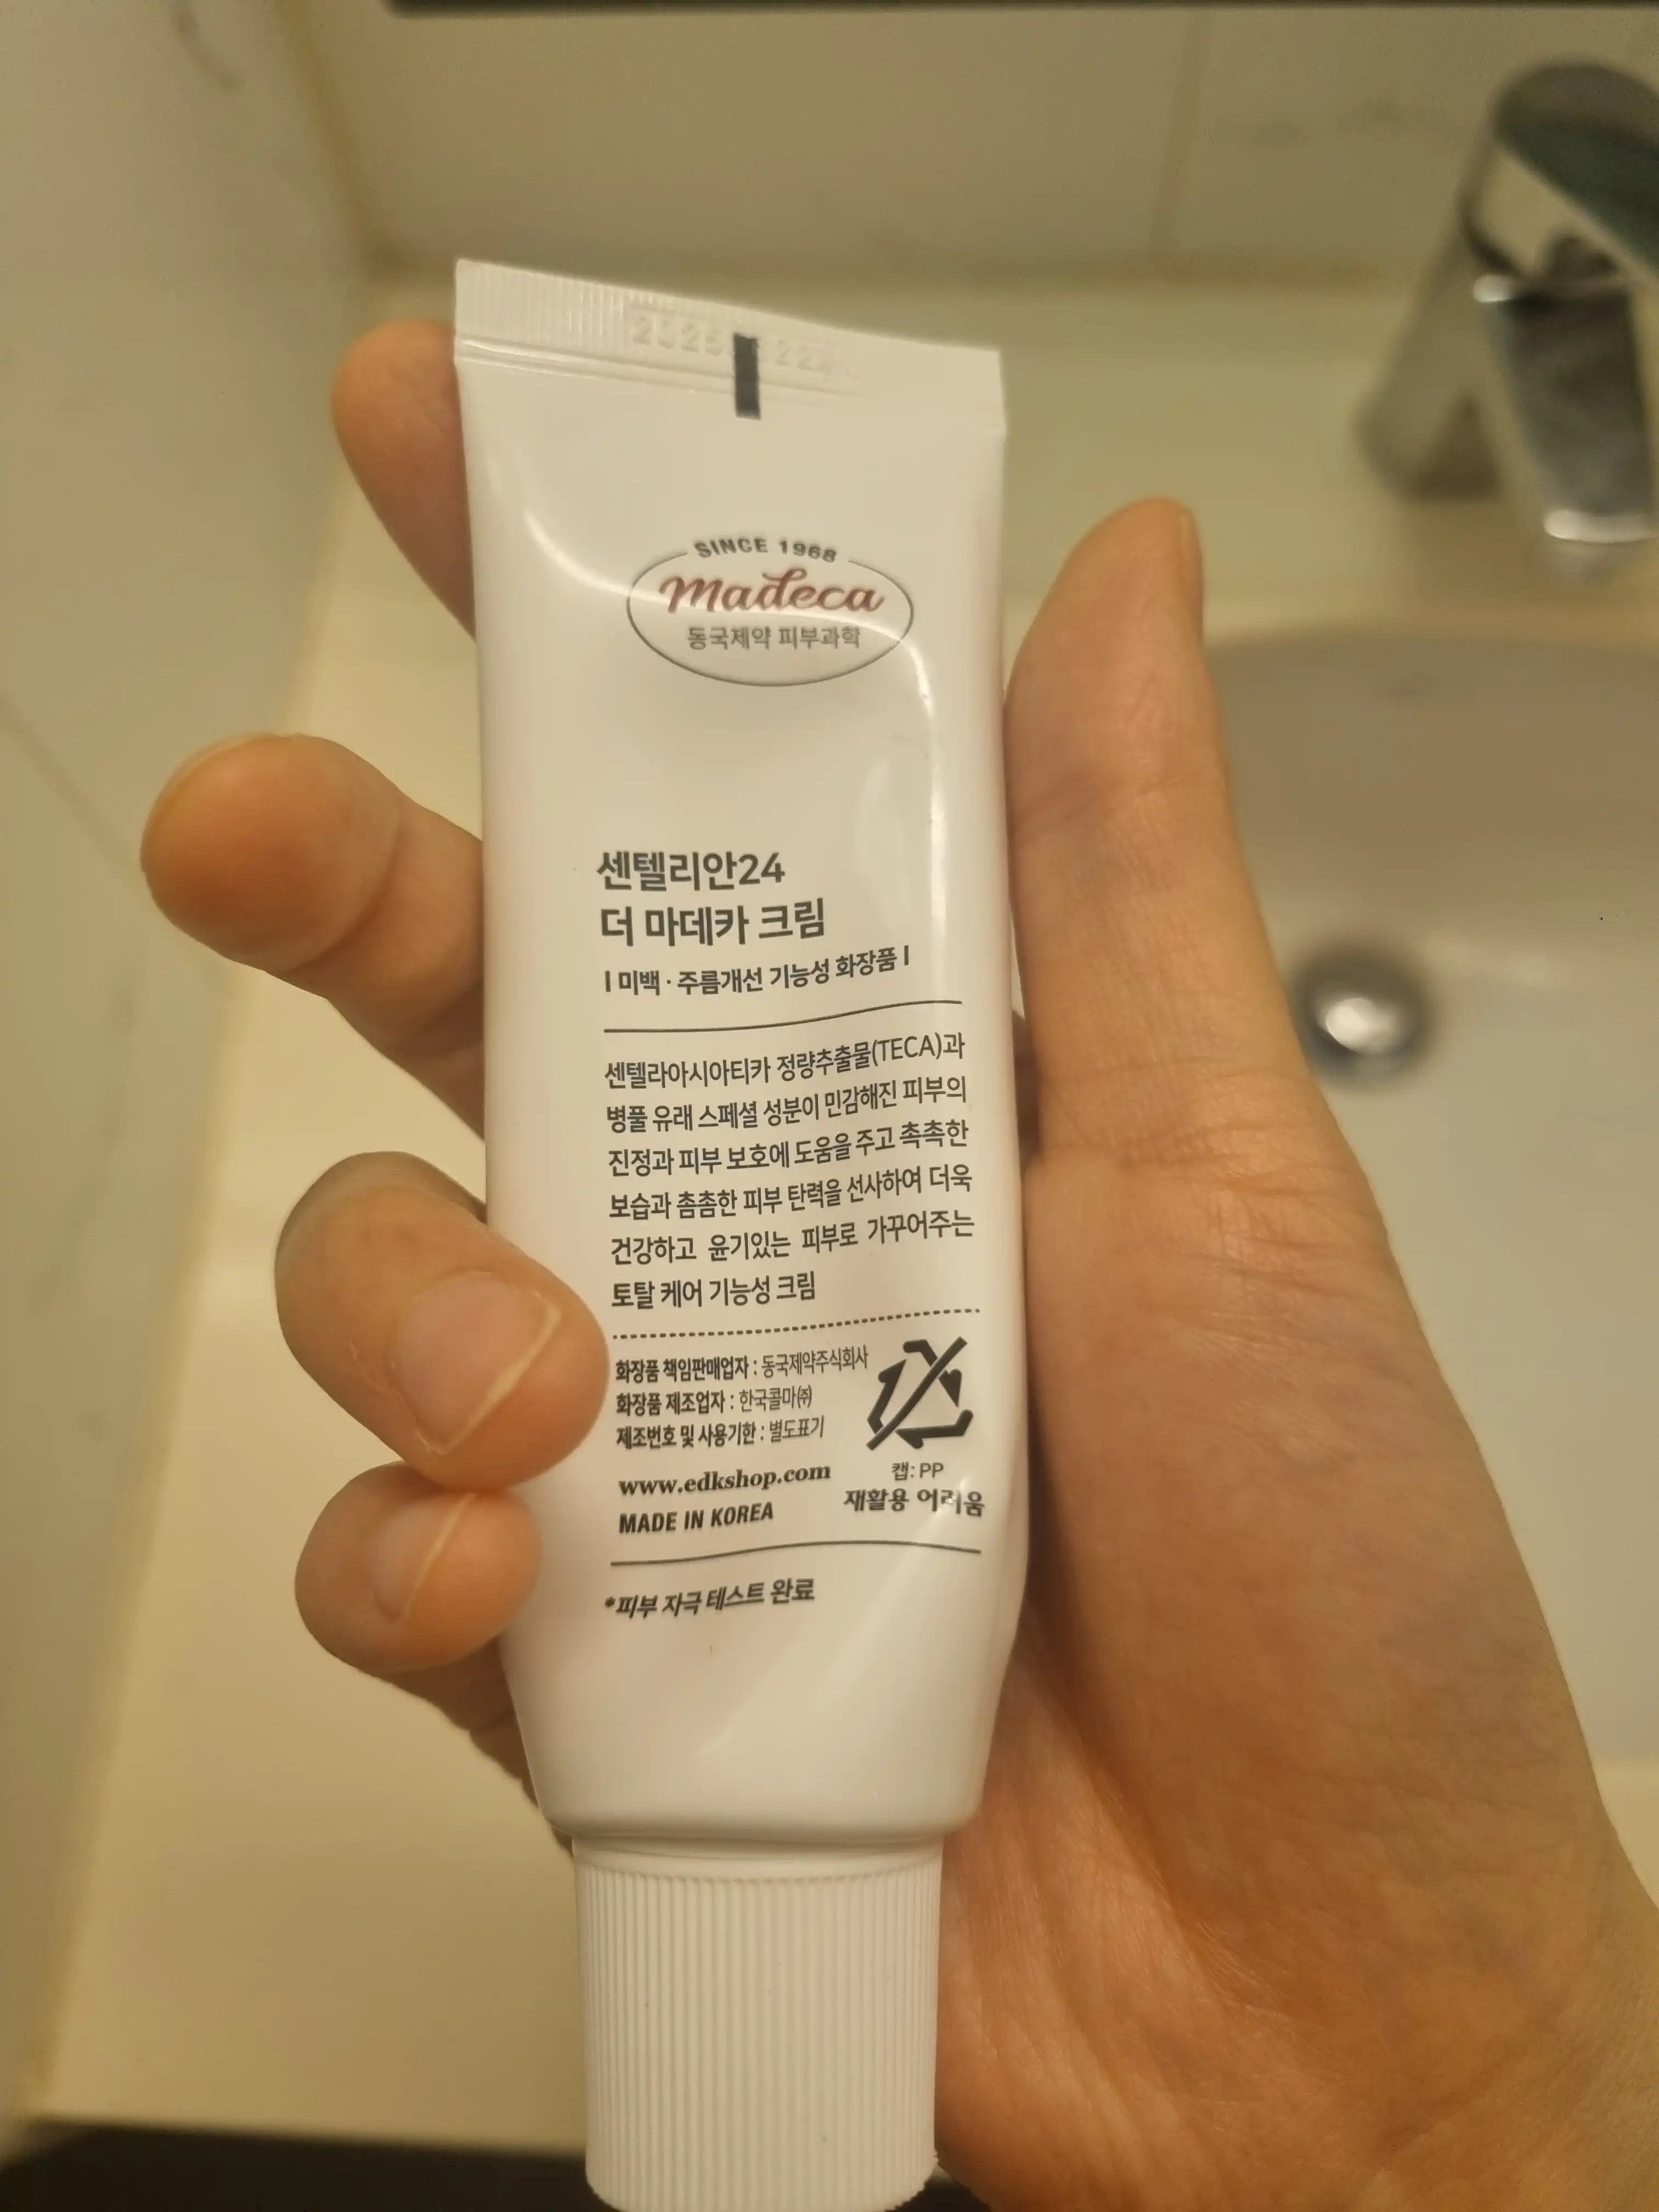 SINCE 1968
Madeca
동국제약 피부과학
센텔리안24
더 마데카 크림
I 미백 · 주름개선 기능성 화장품 I
센텔라아시아티카 정량추출물(TECA)과
병풀 유래 스페셜 성분이 민감해진 피부의
진정과 피부 보호에 도움을 주고 촉촉한
보습과 촘촘한 피부 탄력을 선사하여 더욱
건강하고 윤기있는 피부로 가꾸어주는
토탈 케어 기능성 크림
화장품 책임판매업자 : 동국제약주식회사
화장품 제조업자 : 한국콜마㈜
제조번호 및 사용기한 : 별도표기
www.edkshop.com
MADE IN KOREA
캡: PP
재활용 어려움
*피부 자극 테스트 완료